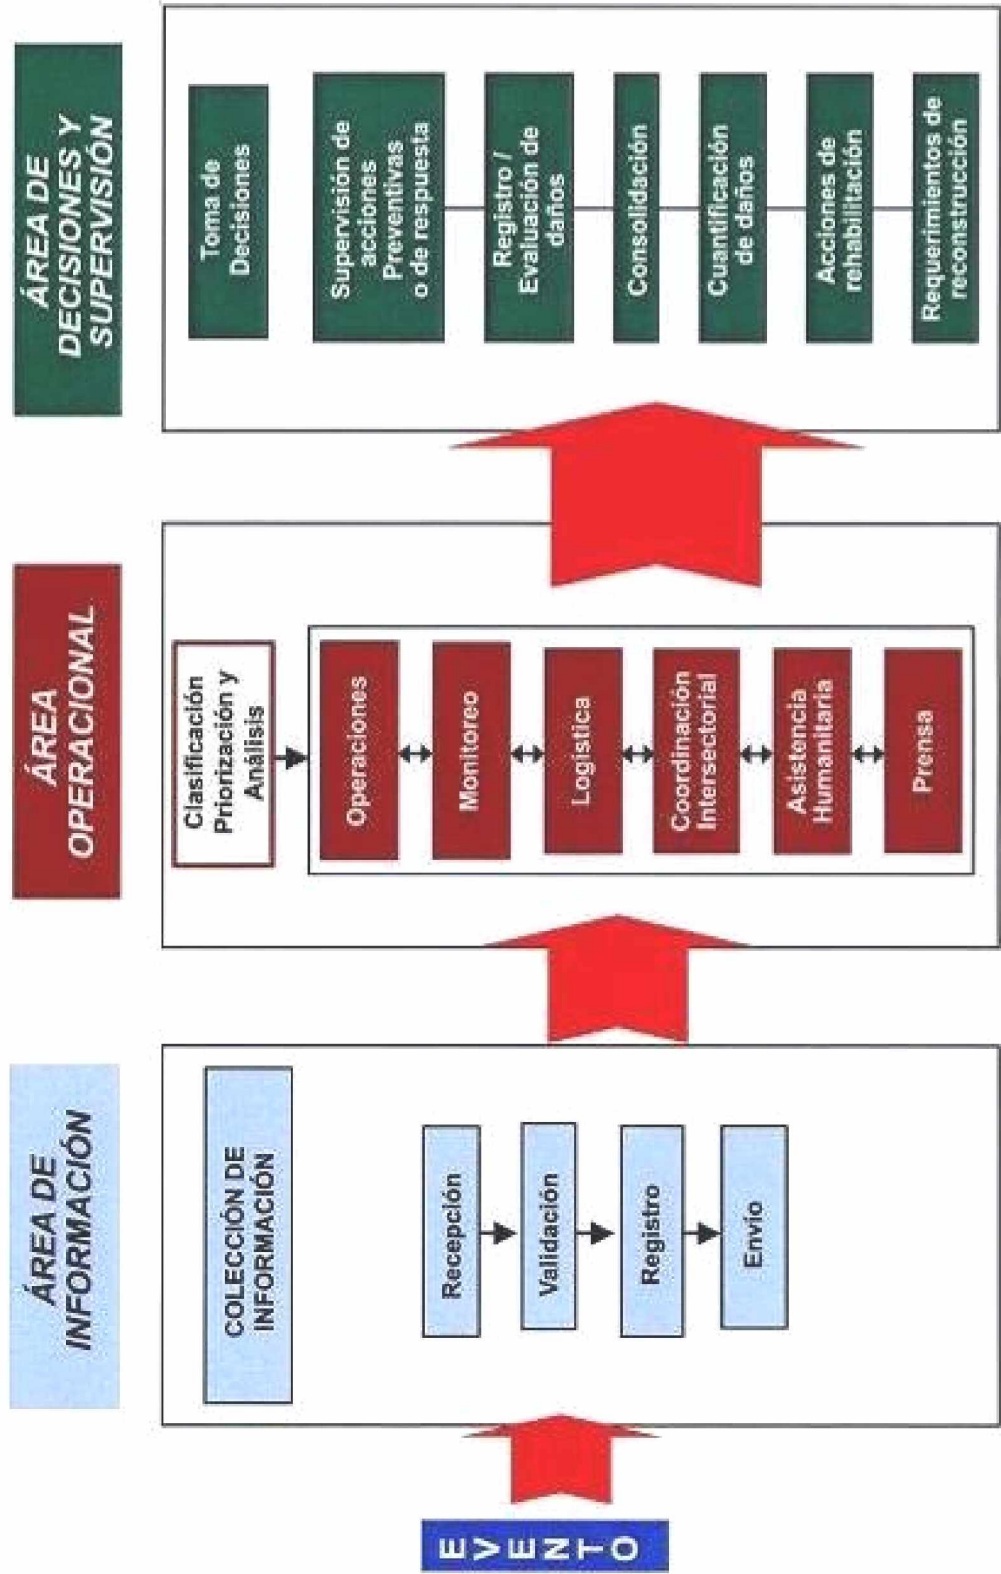 EVENTO
ÁREA DE
INFORMACIÓN
COLECCIÓN DE
INFORMACIÓN
Recepción
Validación
Registro
Envío
ÁREA
OPERACIONAL
Clasificación
Priorización y
Análisis
Operaciones
Monitoreo
Logística
Coordinación
Intersectorial
Asistencia
Humanitaria
Prensa
ÁREA DE
DECISIONES Y
SUPERVISIÓN
Toma de
Decisiones
Supervisión de
acciones
Preventivas
o de respuesta
Registro /
Evaluación de
daños
Consolidación
Cuantificación
de daños
Acciones de
rehabilitación
Requerimientos de
reconstrucción